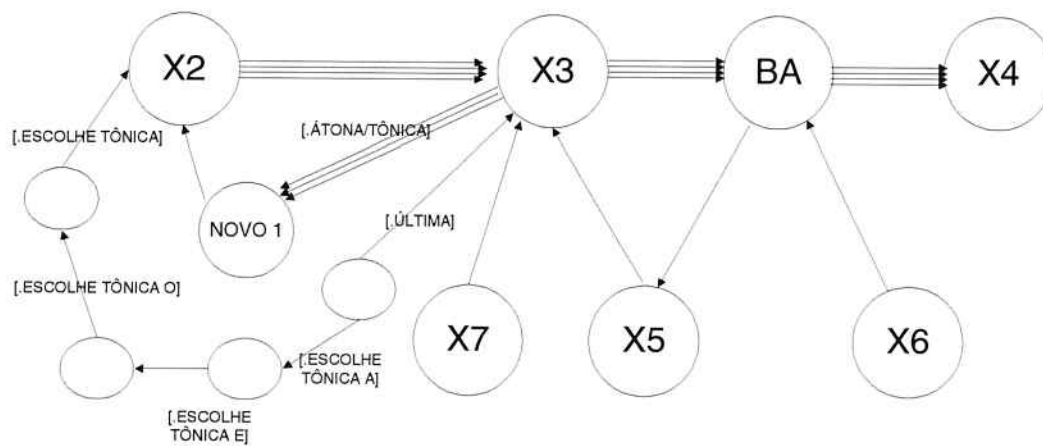 X2
X3
BA
X4
[.ESCOLHE TÔNICA]
[.ÁTONA/TÔNICA]
NOVO 1
[.ÚLTIMA]
[.ESCOLHE TÔNICA O]
X7
X5
X6
[.ESCOLHE
TÔNICA A]
[.ESCOLHE
TÔNICA E]